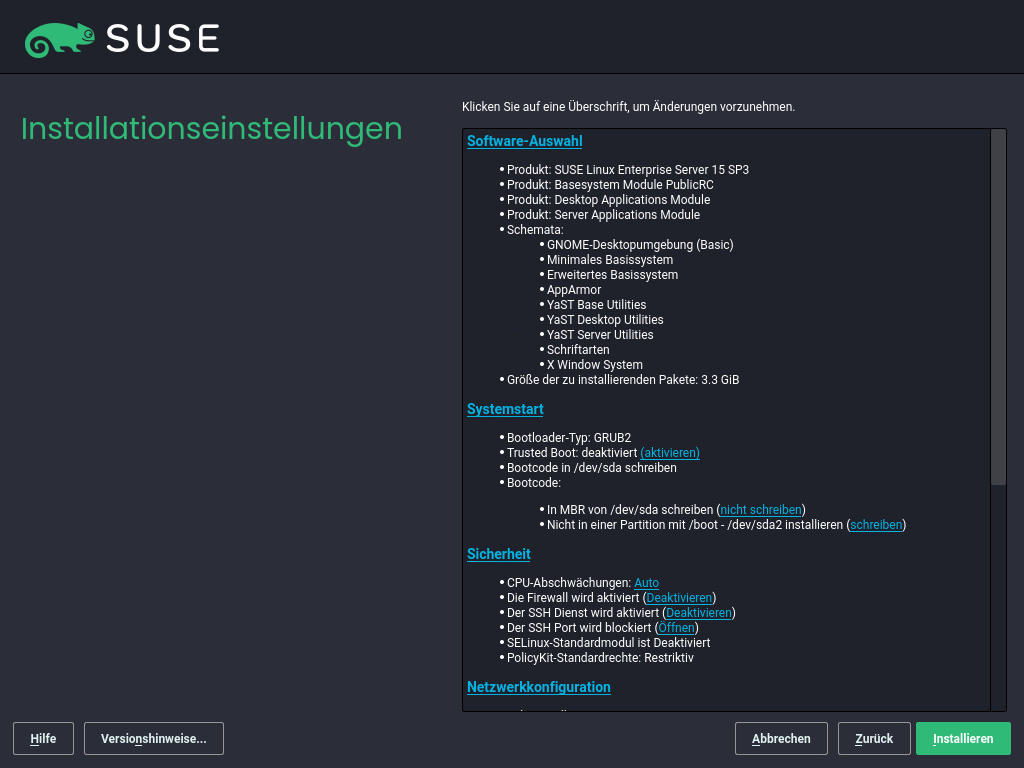 SUSE
Installationseinstellungen
Klicken Sie auf eine Überschrift, um Änderungen vorzunehmen.
Software-Auswahl
• Produkt: SUSE Linux Enterprise Server 15 SP3
• Produkt: Basesystem Module PublicRC
• Produkt: Desktop Applications Module
• Produkt: Server Applications Module
• Schemata:
• GNOME-Desktopumgebung (Basic)
• Minimales Basissystem
• Erweitertes Basissystem
• AppArmor
• YaST Base Utilities
• YaST Desktop Utilities
• YaST Server Utilities
• Schriftarten
• X Window System
• Größe der zu installierenden Pakete: 3.3 GiB
Systemstart
• Bootloader-Typ: GRUB2
• Trusted Boot: deaktiviert (aktivieren)
• Bootcode in /dev/sda schreiben
• Bootcode:
• In MBR von /dev/sda schreiben (nicht schreiben)
• Nicht in einer Partition mit /boot - /dev/sda2 installieren (schreiben)
Sicherheit
• CPU-Abschwächungen: Auto
• Die Firewall wird aktiviert (Deaktivieren)
• Der SSH Dienst wird aktiviert (Deaktivieren)
• Der SSH Port wird blockiert (Öffnen)
• SELinux-Standardmodul ist Deaktiviert
• PolicyKit-Standardrechte: Restriktiv
Netzwerkkonfiguration
Hilfe
Versionshinweise...
Abbrechen
Zurück
Installieren